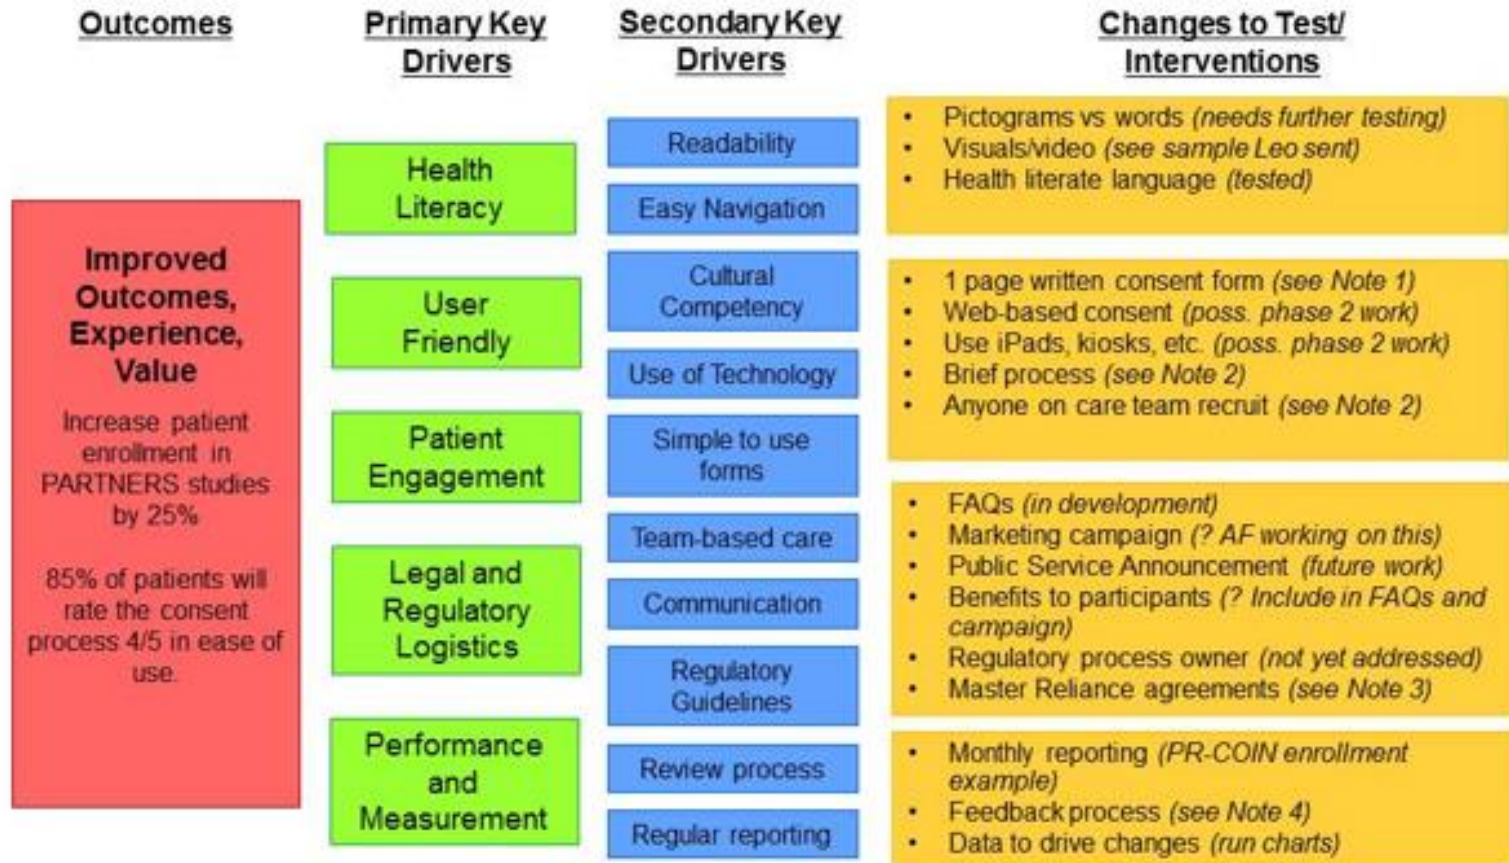 Outcomes
Primary Key
Drivers
Secondary Key
Drivers
Changes to Test/
Interventions
Improved
Outcomes,
Experience,
Value
Increase patient
enrollment in
PARTNERS studies
by 25%
85% of patients will
rate the consent
process 4/5 in ease of
use.
Health
Literacy
User
Friendly
Patient
Engagement
Legal and
Regulatory
Logistics
Performance
and
Measurement
Readability
Easy Navigation
Cultural
Competency
Use of Technology
Simple to use
forms
Team-based care
Communication
Regulatory
Guidelines
Review process
Regular reporting
• Pictograms vs words (needs further testing)
• Visuals/video (see sample Leo sent)
• Health literate language (tested)
• 1 page written consent form (see Note 1)
• Web-based consent (poss. phase 2 work)
• Use iPads, kiosks, etc. (poss. phase 2 work)
• Brief process (see Note 2)
• Anyone on care team recruit (see Note 2)
• FAQs (in development)
• Marketing campaign (? AF working on this)
• Public Service Announcement (future work)
• Benefits to participants (? Include in FAQs and
campaign)
• Regulatory process owner (not yet addressed)
• Master Reliance agreements (see Note 3)
• Monthly reporting (PR-COIN enrollment
example)
• Feedback process (see Note 4)
• Data to drive changes (run charts)